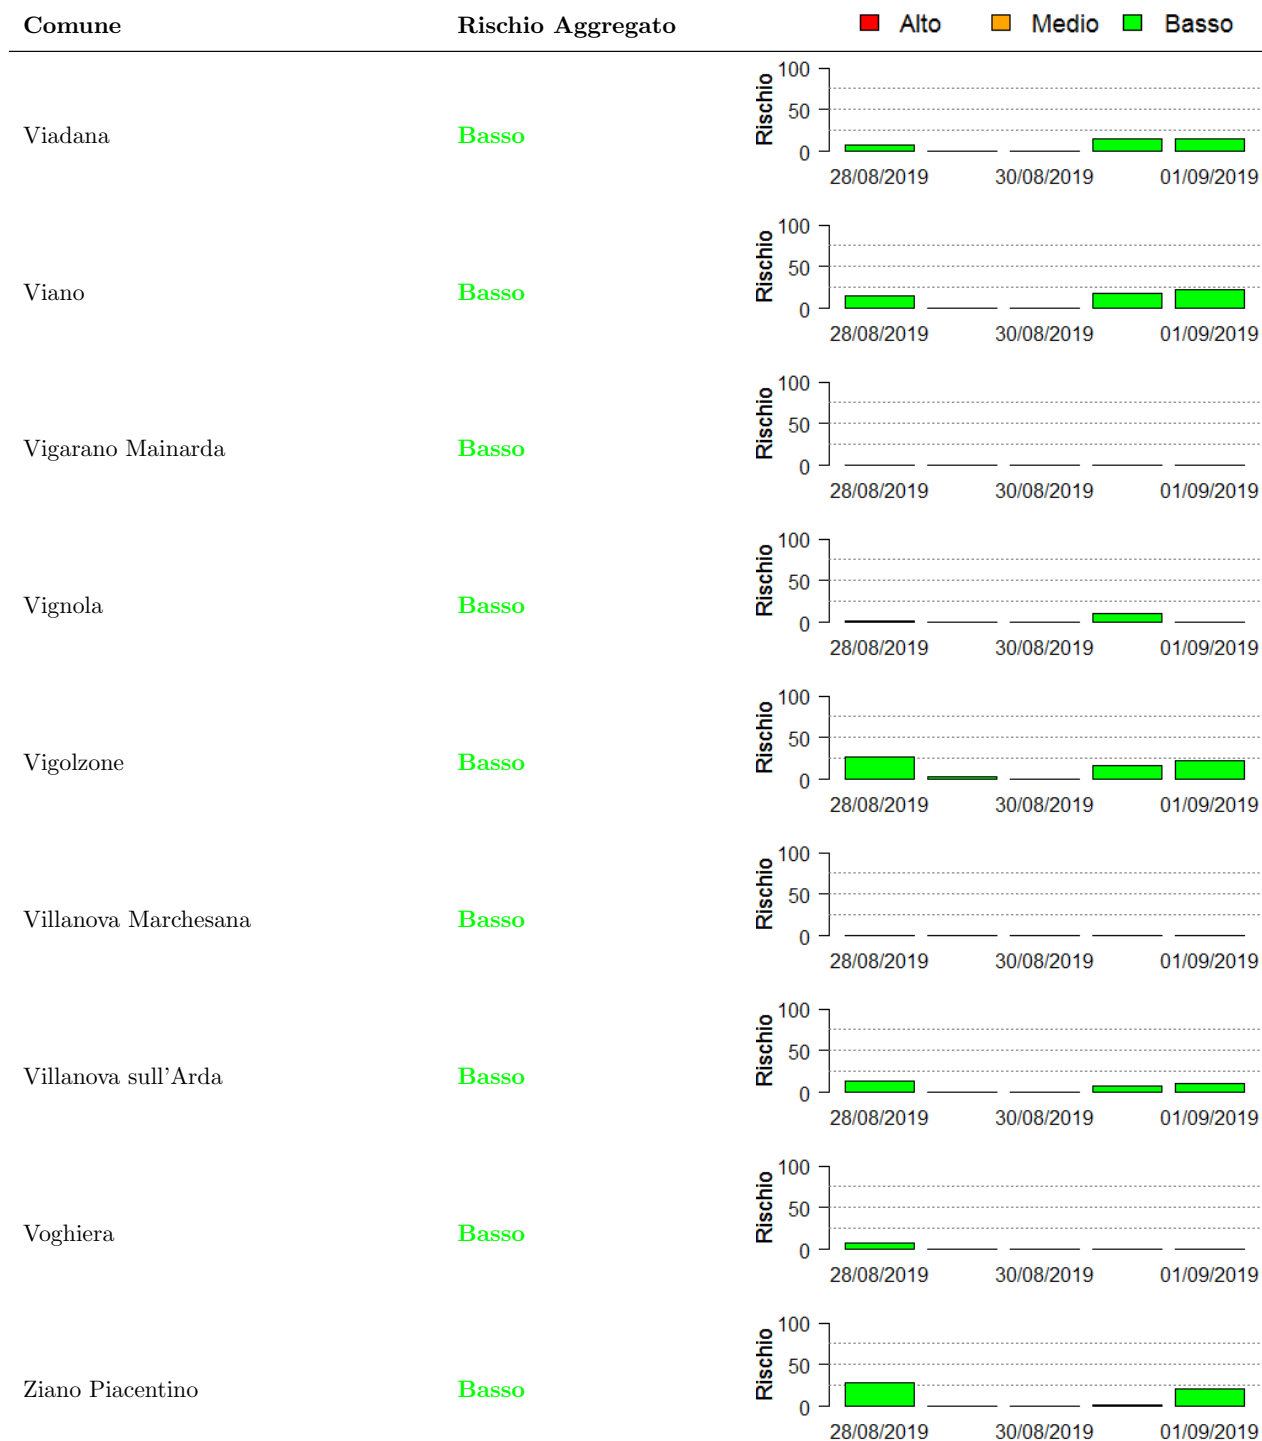 Comune Rischio Aggregato Alto Medio Basso
100
50
0
Rischio
Viadana Basso
28/08/2019 30/08/2019 01/09/2019
100
50
0
Rischio
Viano Basso
28/08/2019 30/08/2019 01/09/2019
100
50
0
Rischio
Vigarano Mainarda Basso
28/08/2019 30/08/2019 01/09/2019
100
50
0
Rischio
Vignola Basso
28/08/2019 30/08/2019 01/09/2019
100
50
0
Rischio
Vigolzone Basso
28/08/2019 30/08/2019 01/09/2019
100
50
0
Rischio
Villanova Marchesana Basso
28/08/2019 30/08/2019 01/09/2019
100
50
0
Rischio
Villanova sull'Arda Basso
28/08/2019 30/08/2019 01/09/2019
100
50
0
Rischio
Voghiera Basso
28/08/2019 30/08/2019 01/09/2019
100
50
0
Rischio
Ziano Piacentino Basso
28/08/2019 30/08/2019 01/09/2019